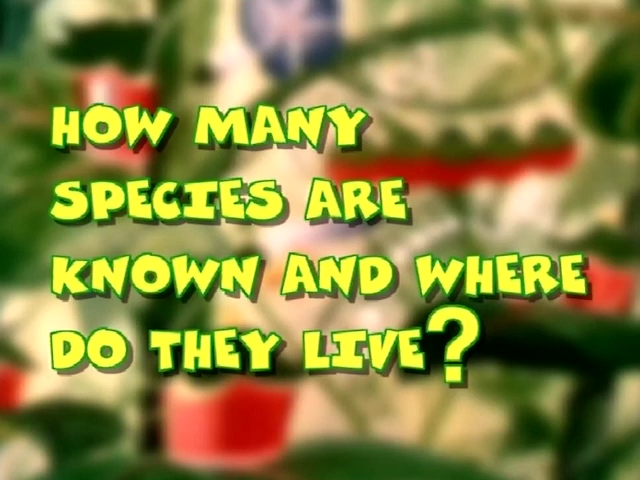 HOW MANY
SPECIES ARE
KNOWN AND WHERE
DO THEY LIVE?